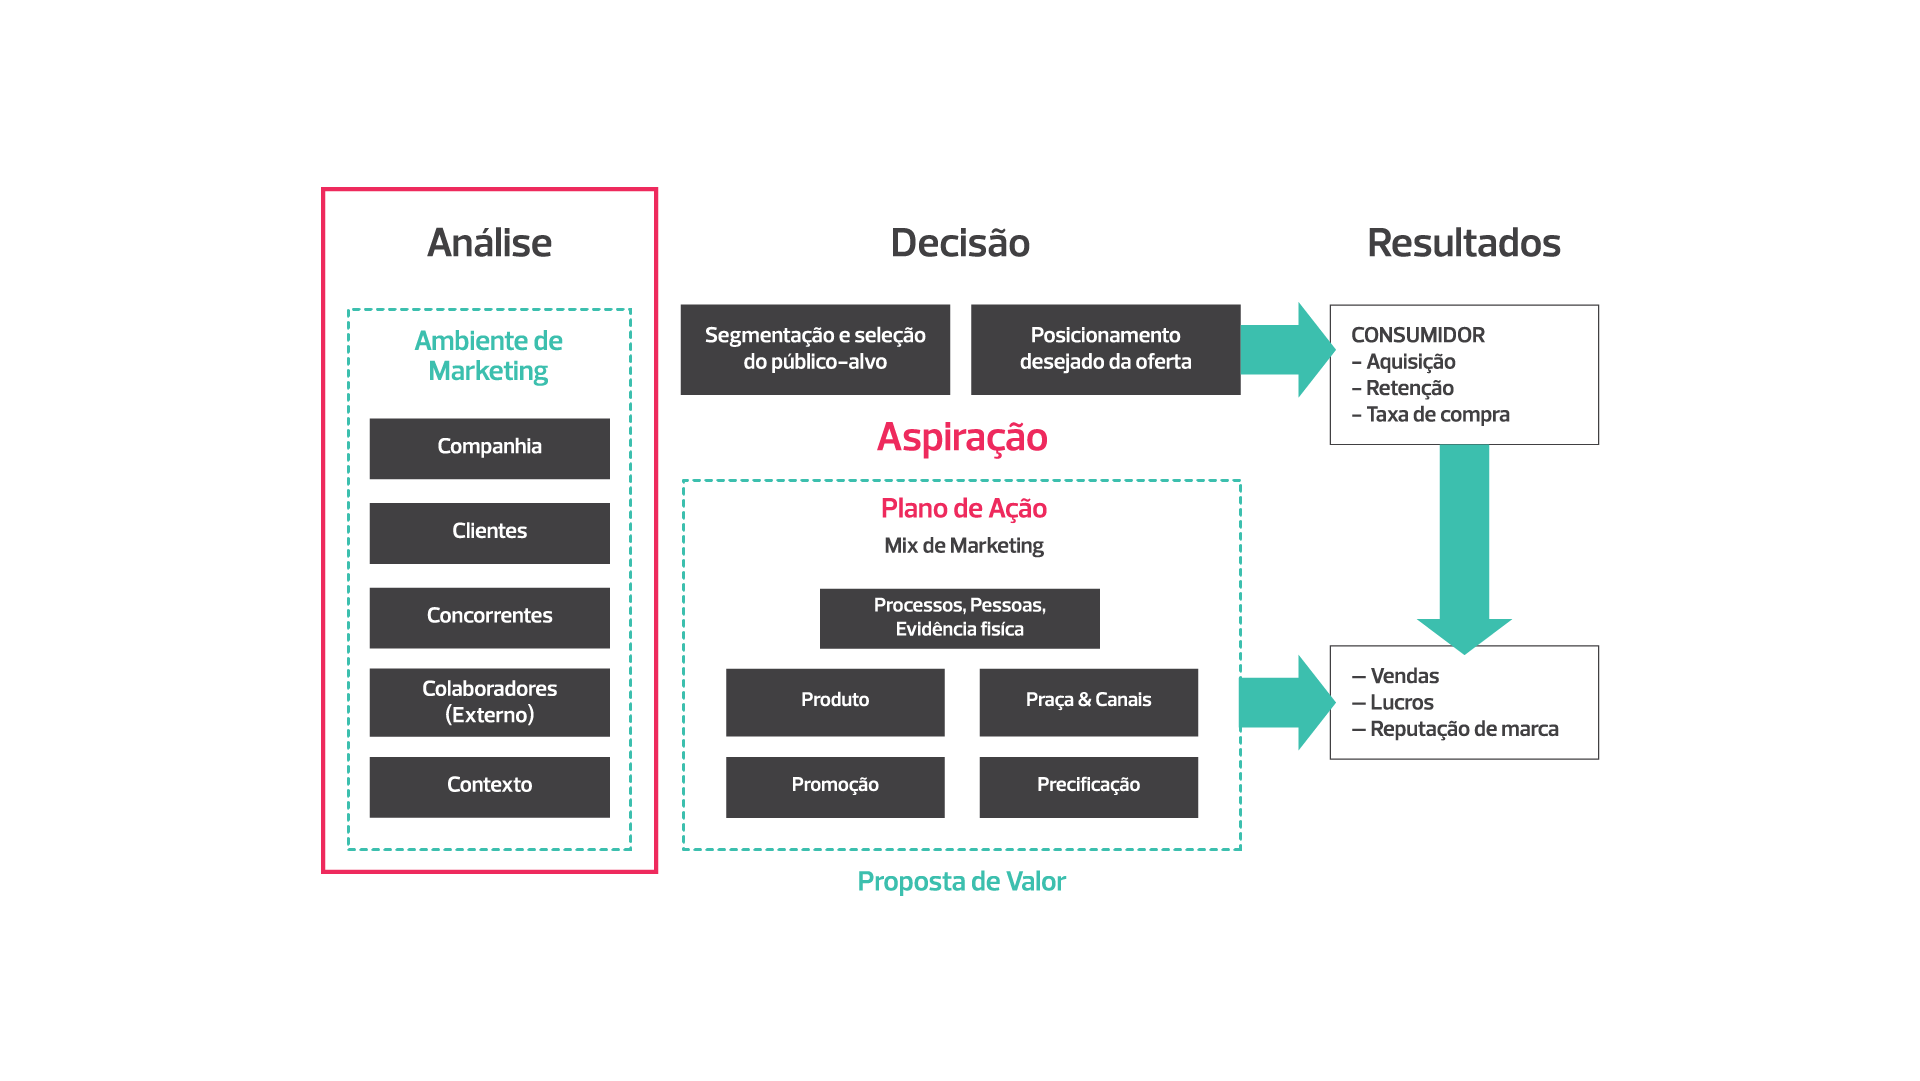 Análise
Ambiente de
Marketing
Companhia
Clientes
Concorrentes
Colaboradores
(Externo)
Contexto
Decisão
Segmentação e seleção
do público-alvo
Posicionamento
desejado da oferta
Aspiração
Plano de Ação
Mix de Marketing
Processos, Pessoas,
Evidência fisíca
Produto
Praça & Canais
Promoção
Precificação
Proposta de Valor
Resultados
CONSUMIDOR
- Aquisição
- Retenção
- Taxa de compra
– Vendas
– Lucros
– Reputação de marca